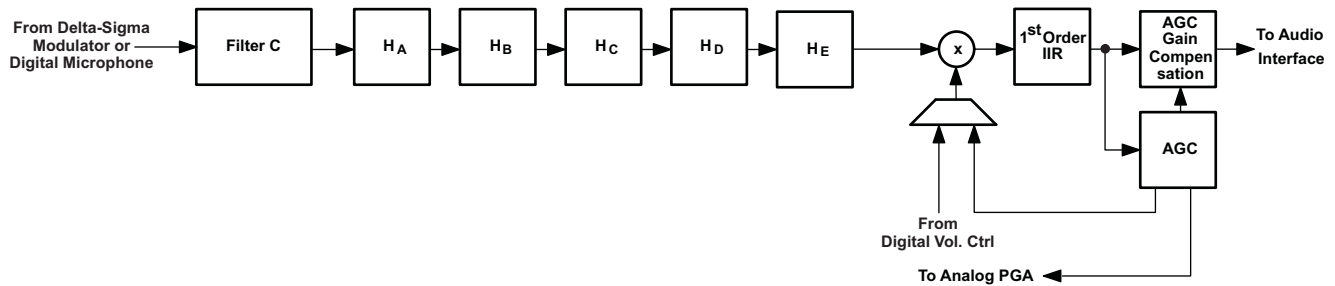 From Delta-Sigma
Modulator or
Digital Microphone
Filter C
HA
HB
HC
HD
HE
x
1st Order
IIR
AGC
Gain
Compen
sation
To Audio
Interface
AGC
From
Digital Vol. Ctrl
To Analog PGA